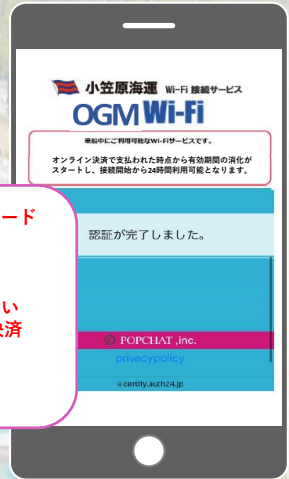 小笠原海運 Wi-Fi 接続サービス
OGM Wi-Fi
乗船中にご利用可能なWi-Fiサービスです。
オンライン決済で支払われた時点から有効期間の消化が
スタートし、接続開始から24時間利用可能となります。
ード
認証が完了しました。
い
済
© POPCHAT ,inc.
privacypolicy
certify.auth24.jp